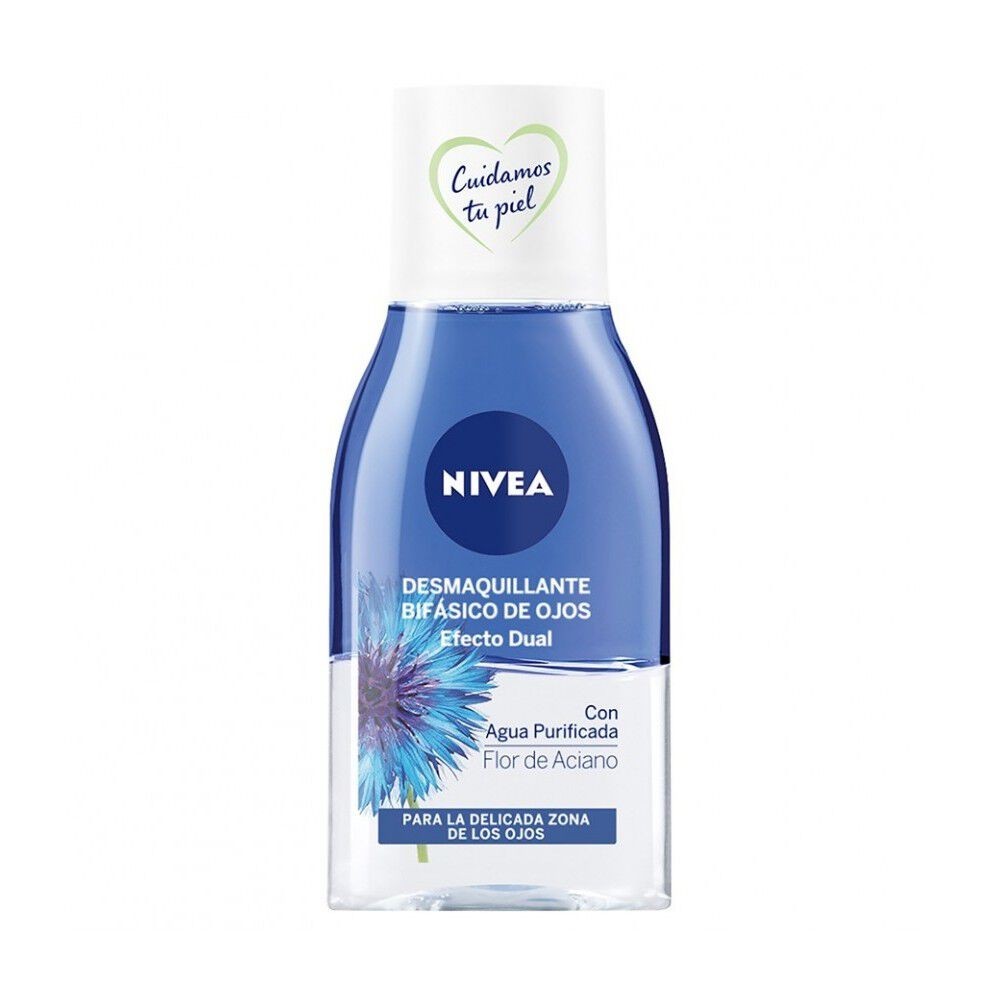 Cuidamos
tu piel
NIVEA
DESMAQUILLANTE
BIFÁSICO DE OJOS
Efecto Dual
Con
Agua Purificada
Flor de Aciano
PARA LA DELICADA ZONA
DE LOS OJOS